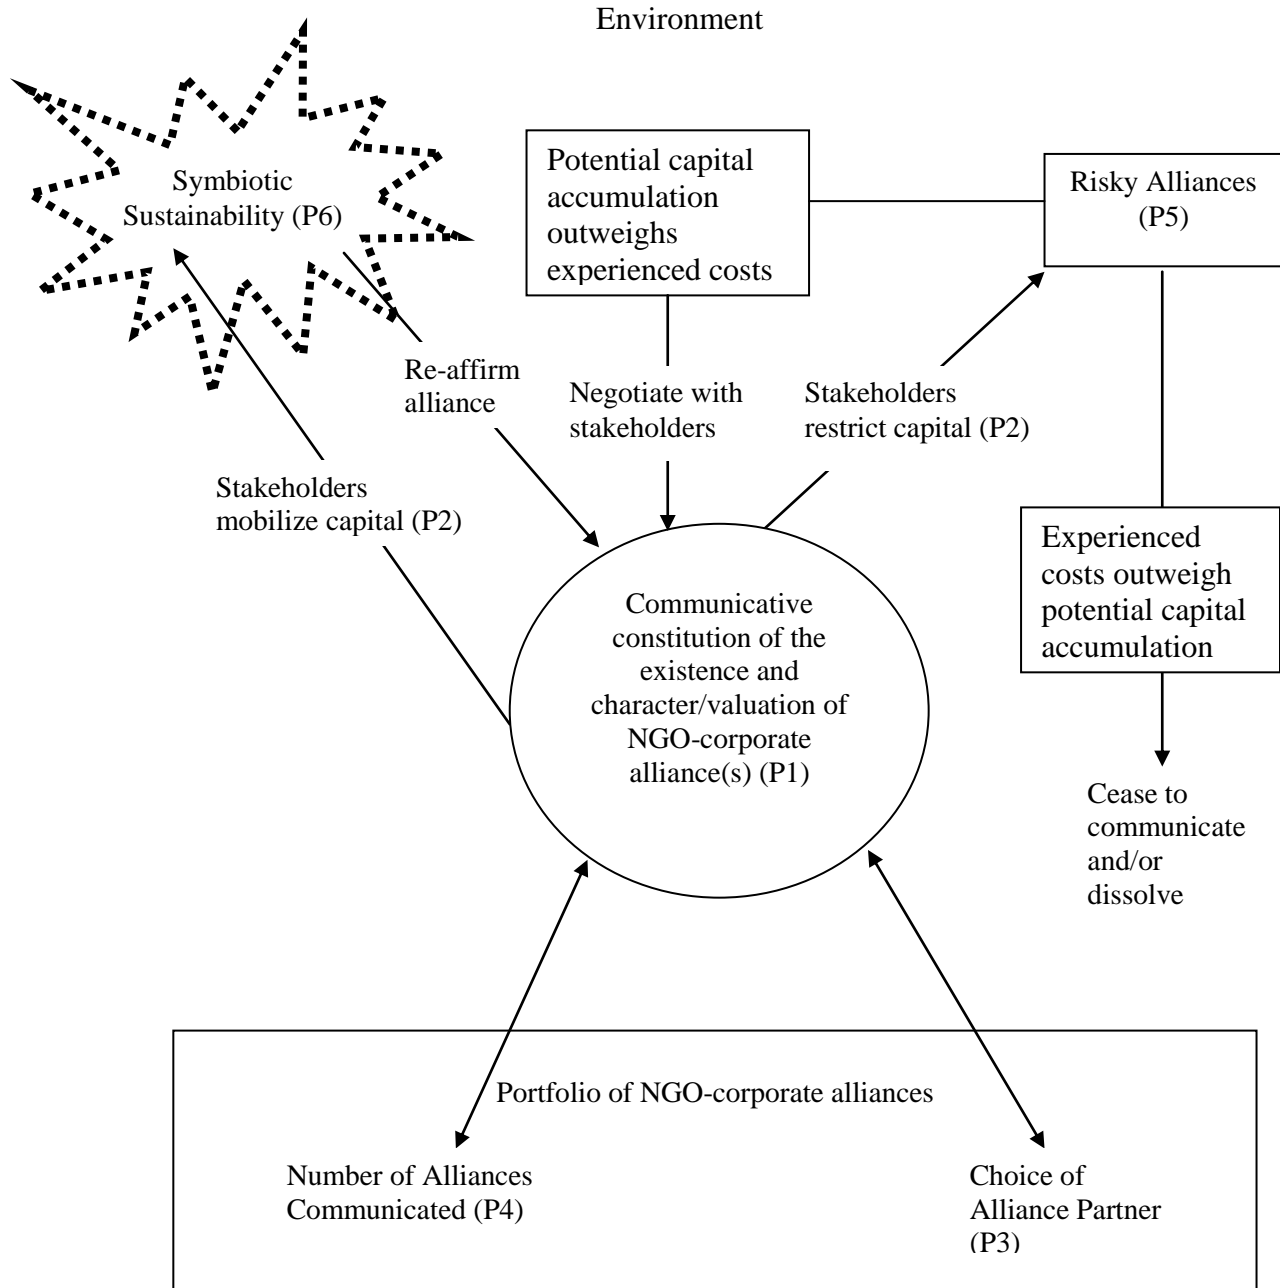 Environment
Symbiotic
Sustainability (P6)
Potential capital
accumulation
outweighs
experienced costs
Risky Alliances
(P5)
Re-affirm
alliance
Negotiate with
stakeholders
Stakeholders
restrict capital (P2)
Stakeholders
mobilize capital (P2)
Experienced
costs outweigh
potential capital
accumulation
Communicative
constitution of the
existence and
character/valuation of
NGO-corporate
alliance(s) (P1)
Cease to
communicate
and/or
dissolve
Portfolio of NGO-corporate alliances
Number of Alliances
Communicated (P4)
Choice of
Alliance Partner
(P3)